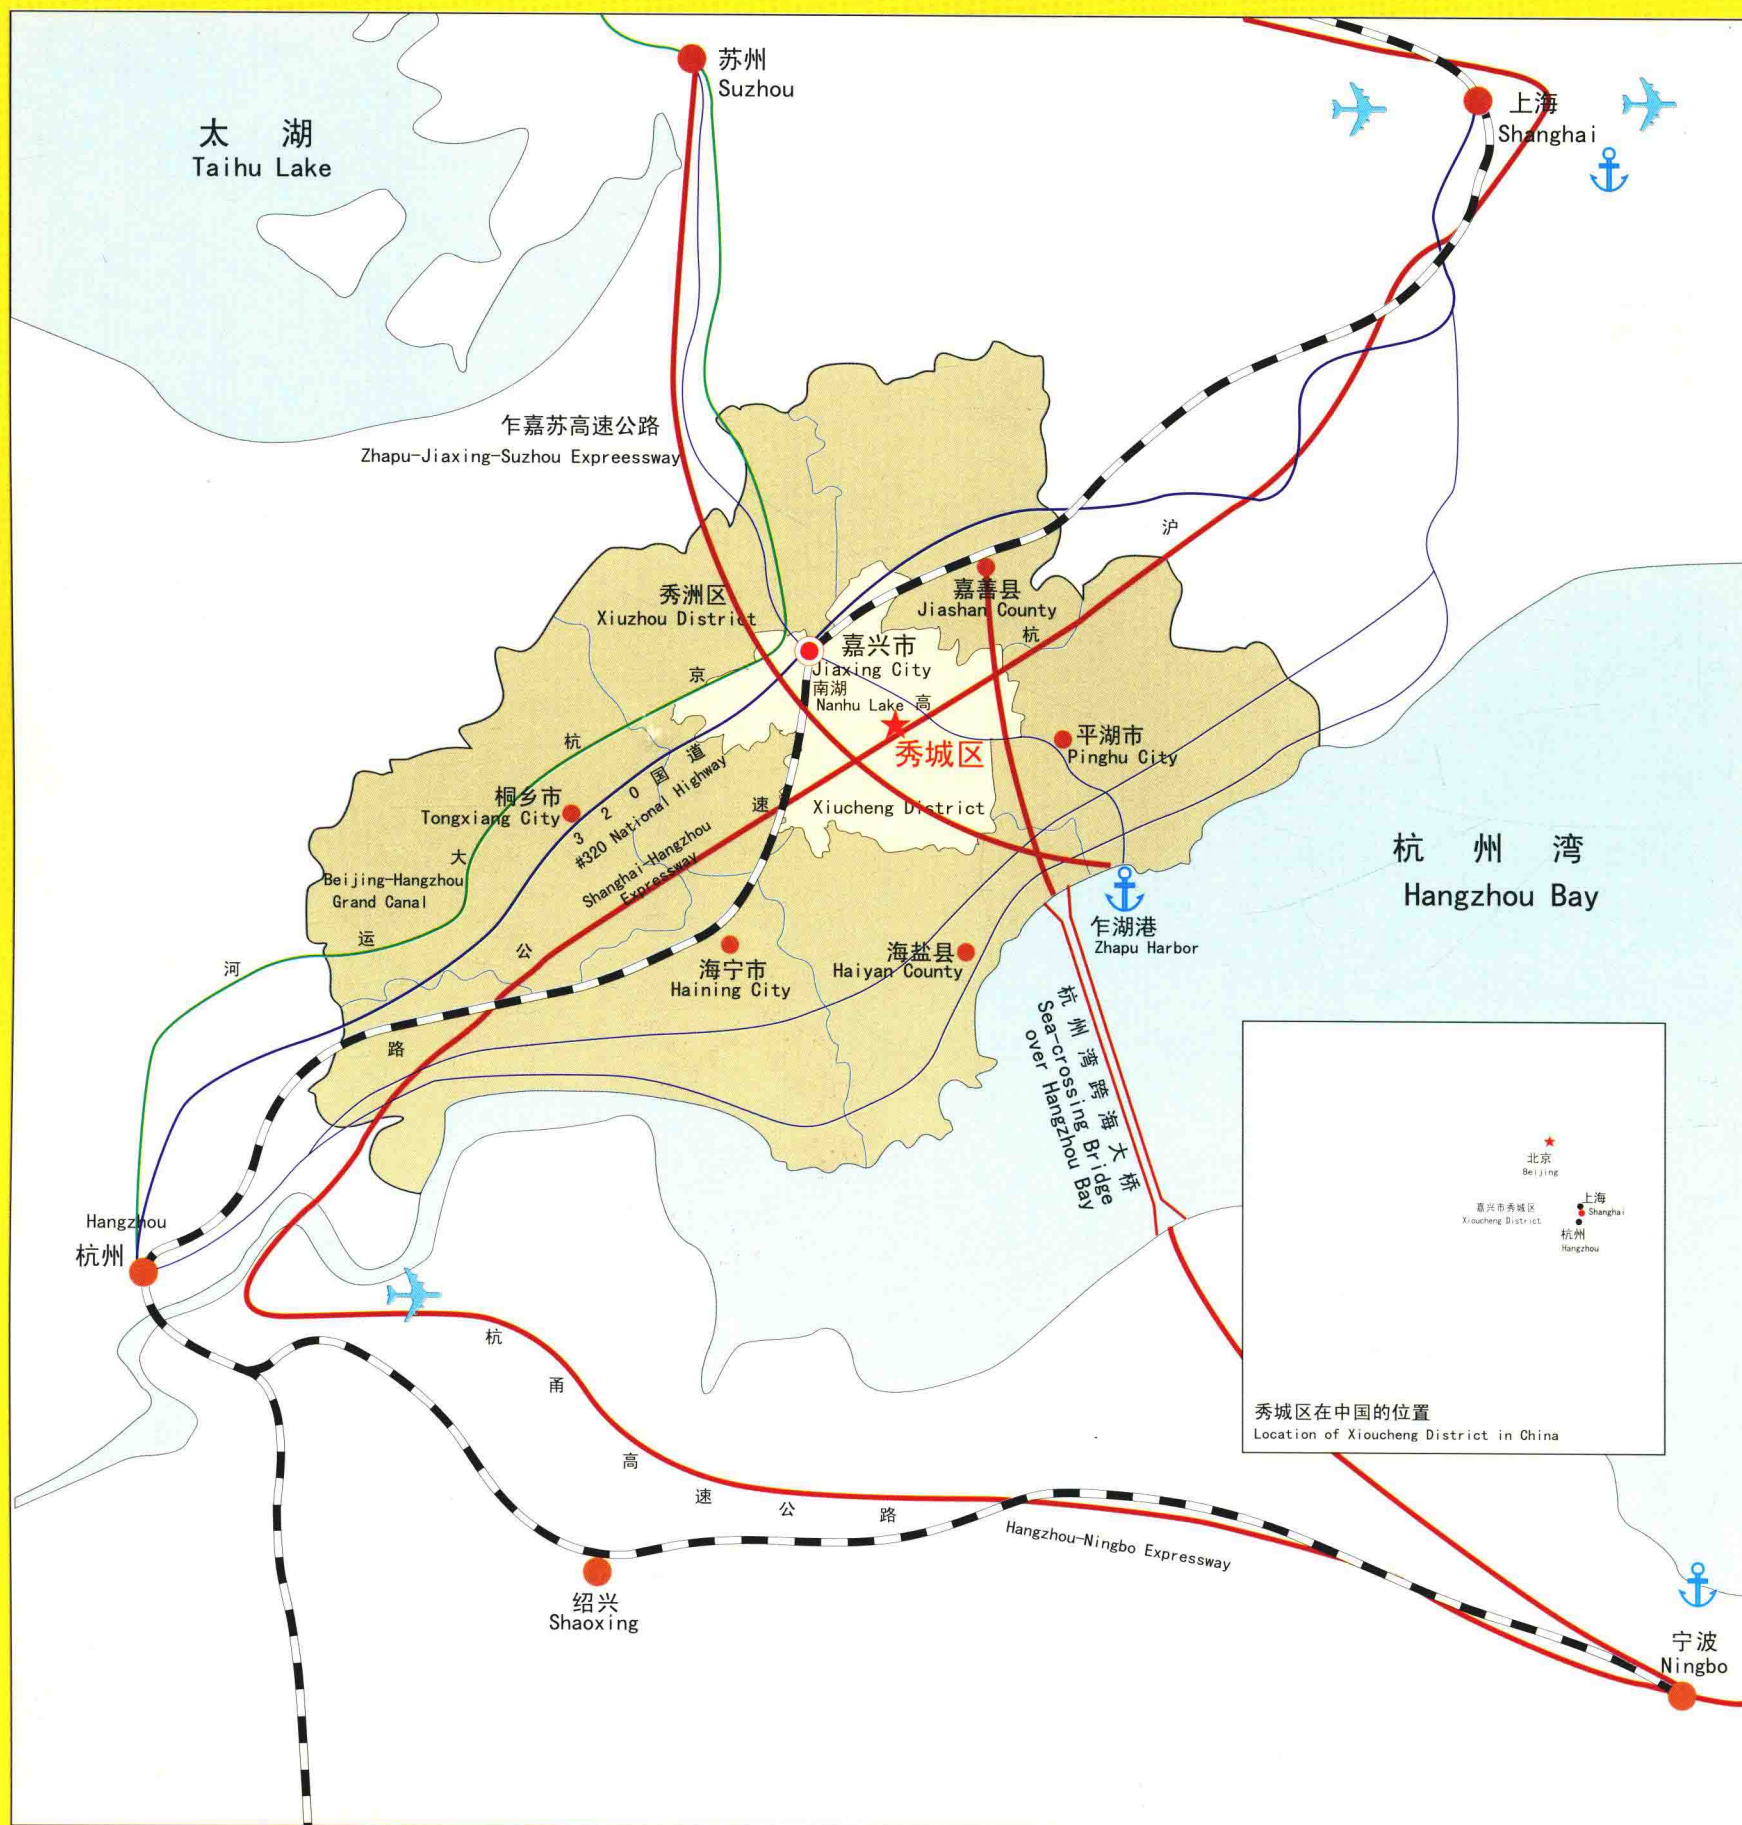 苏州
Suzhou
上海
Shanghai
太 湖
Taihu Lake
乍嘉苏高速公路
Zhapu-Jiaxing-Suzhou Expreessway
沪
杭
高
速
公
路
秀洲区
Xiuzhou District
嘉善县
Jiashan County
嘉兴市
Jiaxing City
南湖
Nanhu Lake
秀城区
Xiucheng District
平湖市
Pinghu City
京
杭
大
运
河
Beijing-Hangzhou
Grand Canal
桐乡市
Tongxiang City
3 2 0 国 道
#320 National Highway
Shanghai-Hangzhou
Expressway
杭 州 湾
Hangzhou Bay
乍湖港
Zhapu Harbor
海宁市
Haining City
海盐县
Haiyan County
杭州湾跨海大桥
Sea-crossing Bridge
over Hangzhou Bay
Hangzhou
杭州
杭
甬
高
速
公
路
Hangzhou-Ningbo Expressway
绍兴
Shaoxing
宁波
Ningbo
北京
Beijing
上海
Shanghai
嘉兴市秀城区
Xioucheng District
杭州
Hangzhou
秀城区在中国的位置
Location of Xioucheng District in China